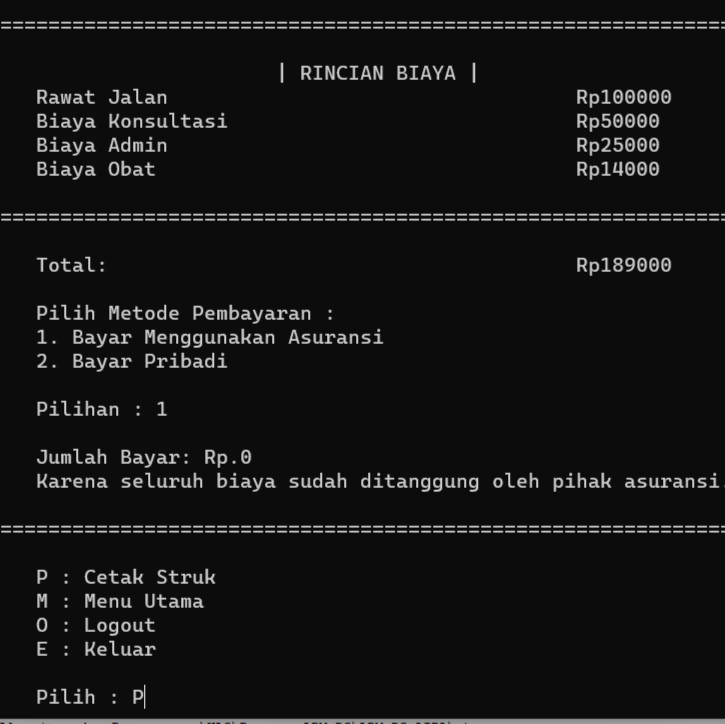 ================================================================
| RINCIAN BIAYA |
Rawat Jalan Rp100000
Biaya Konsultasi Rp50000
Biaya Admin Rp25000
Biaya Obat Rp14000
================================================================
Total: Rp189000
Pilih Metode Pembayaran :
1. Bayar Menggunakan Asuransi
2. Bayar Pribadi
Pilihan : 1
Jumlah Bayar: Rp.0
Karena seluruh biaya sudah ditanggung oleh pihak asuransi.
================================================================
P : Cetak Struk
M : Menu Utama
O : Logout
E : Keluar
Pilih : P